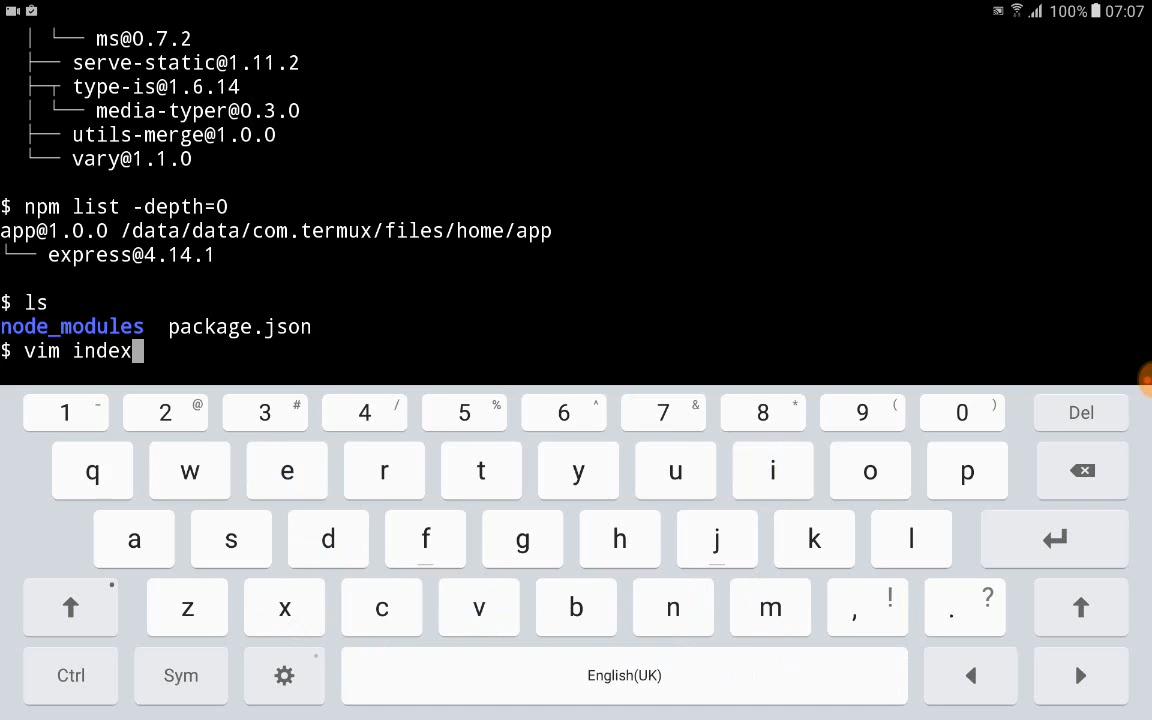 100% 07:07
│ └── ms@0.7.2
├── serve-static@1.11.2
├─┬ type-is@1.6.14
│ └── media-typer@0.3.0
├── utils-merge@1.0.0
└── vary@1.1.0
$ npm list -depth=0
app@1.0.0 /data/data/com.termux/files/home/app
└── express@4.14.1
$ ls
node_modules package.json
$ vim index
1 - 2 @ 3 # 4 / 5 % 6 ^ 7 & 8 * 9 ( 0 ) Del
q w e r t y u i o p
a s d f g h j k l
z x c v b n m , ! . ?
Ctrl Sym English(UK)